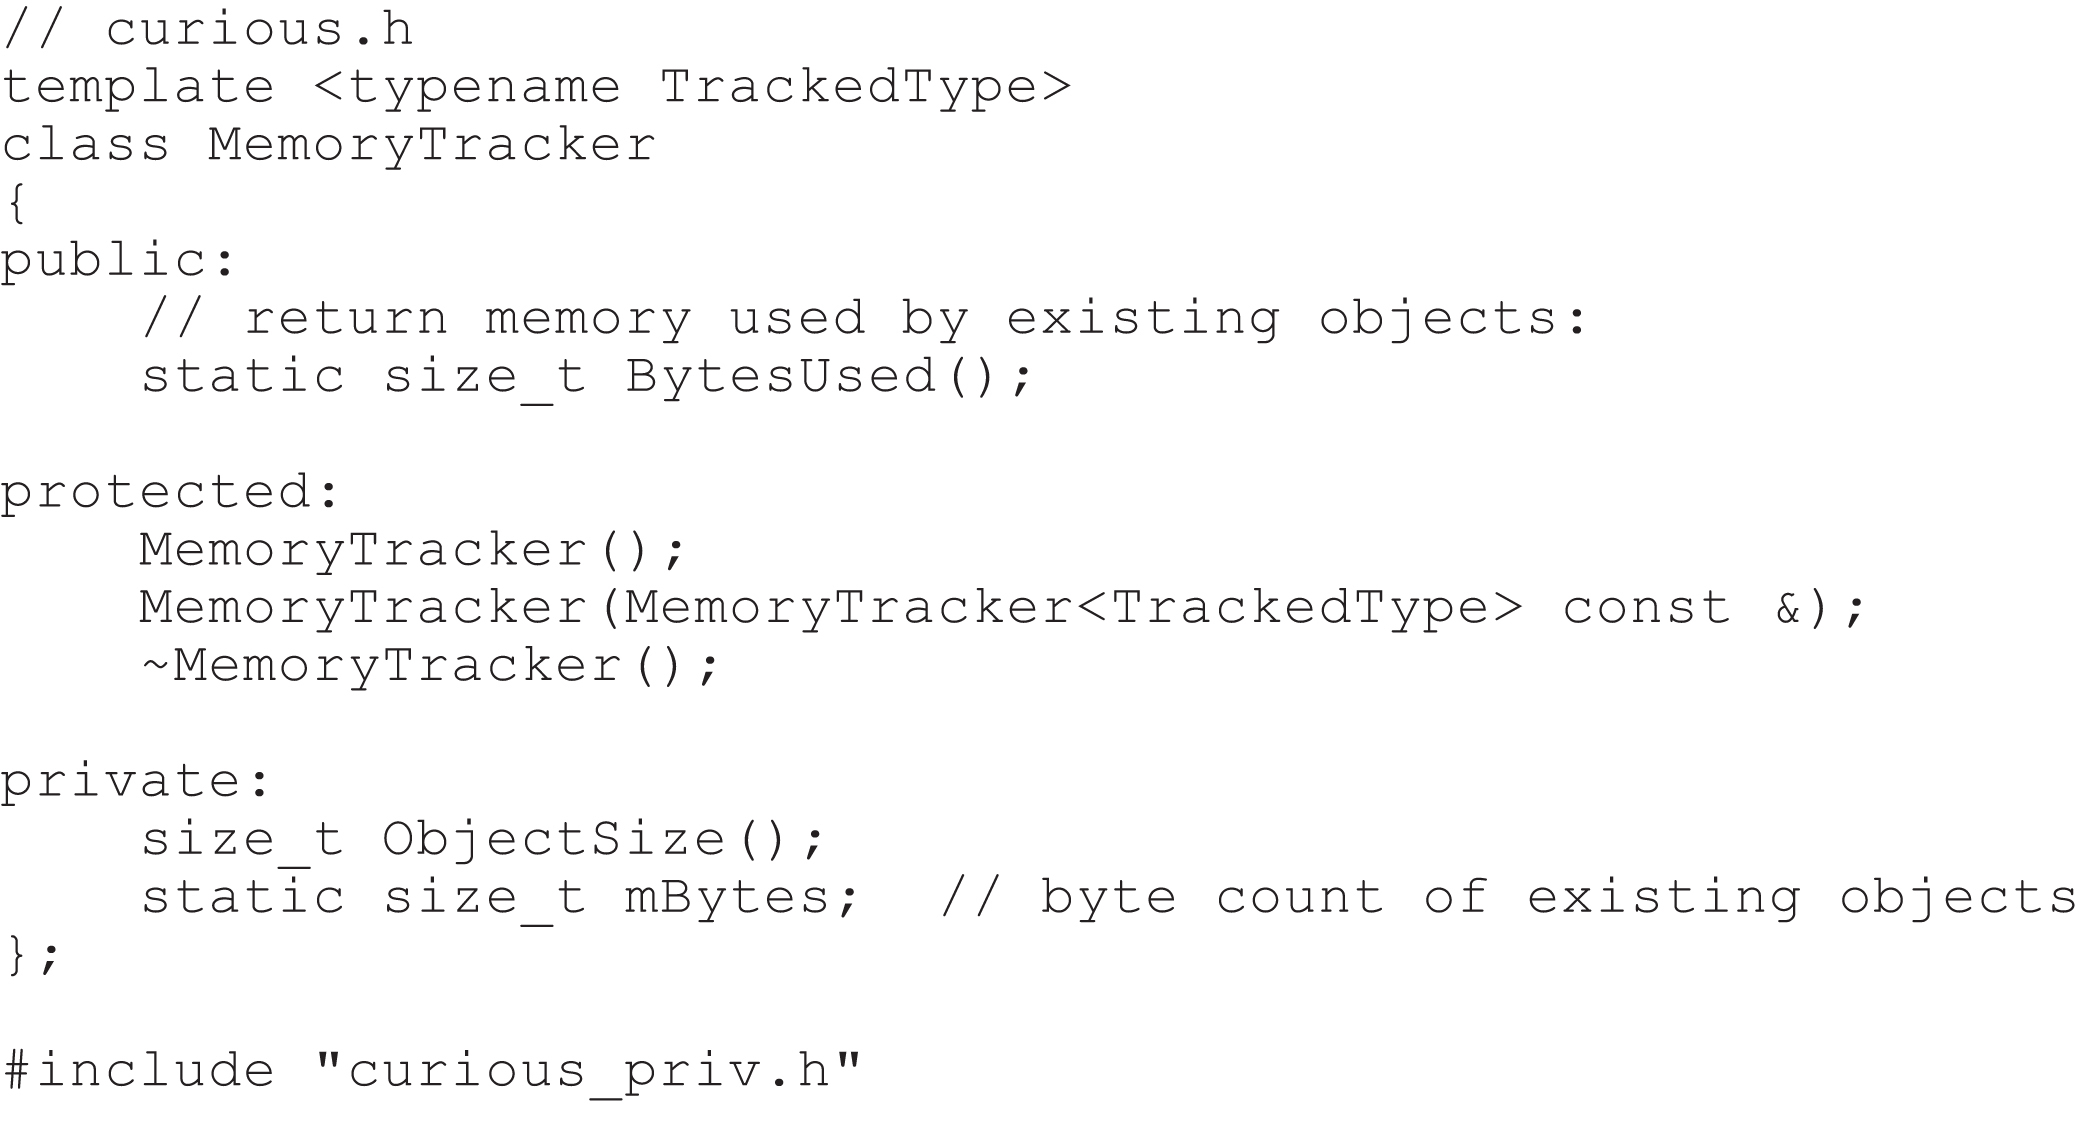 // curious.h
template <typename TrackedType>
class MemoryTracker
{
public:
    // return memory used by existing objects:
    static size_t BytesUsed();

protected:
    MemoryTracker();
    MemoryTracker(MemoryTracker<TrackedType> const &);
    ~MemoryTracker();

private:
    size_t ObjectSize();
    static size_t mBytes;  // byte count of existing objects
};

#include "curious_priv.h"